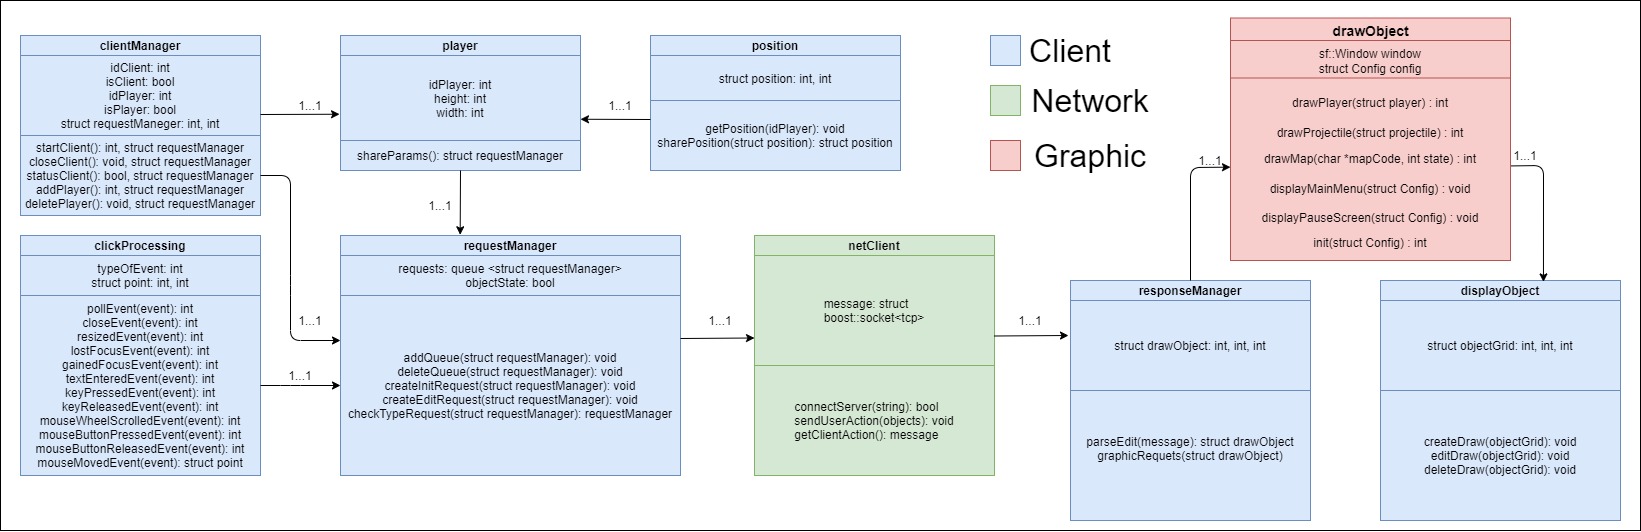 clientManager
idClient: int
isClient: bool
idPlayer: int
isPlayer: bool
struct requestManeger: int, int
startClient(): int, struct requestManager
closeClient(): void, struct requestManager
statusClient(): bool, struct requestManager
addPlayer(): int, struct requestManager
deletePlayer(): void, struct requestManager
1...1
player
idPlayer: int
height: int
width: int
shareParams(): struct requestManager
1...1
position
struct position: int, int
getPosition(idPlayer): void
sharePosition(struct position): struct position
Client
Network
Graphic
drawObject
sf::Window window
struct Config config
drawPlayer(struct player) : int
drawProjectile(struct projectile) : int
drawMap(char *mapCode, int state) : int
displayMainMenu(struct Config) : void
displayPauseScreen(struct Config) : void
init(struct Config) : int
1...1
1...1
1...1
clickProcessing
typeOfEvent: int
struct point: int, int
pollEvent(event): int
closeEvent(event): int
resizedEvent(event): int
lostFocusEvent(event): int
gainedFocusEvent(event): int
textEnteredEvent(event): int
keyPressedEvent(event): int
keyReleasedEvent(event): int
mouseWheelScrolledEvent(event): int
mouseButtonPressedEvent(event): int
mouseButtonReleasedEvent(event): int
mouseMovedEvent(event): struct point
1...1
1...1
requestManager
requests: queue <struct requestManager>
objectState: bool
addQueue(struct requestManager): void
deleteQueue(struct requestManager): void
createInitRequest(struct requestManager): void
createEditRequest(struct requestManager): void
checkTypeRequest(struct requestManager): requestManager
1...1
netClient
message: struct
boost::socket<tcp>
connectServer(string): bool
sendUserAction(objects): void
getClientAction(): message
1...1
responseManager
struct drawObject: int, int, int
parseEdit(message): struct drawObject
graphicRequets(struct drawObject)
displayObject
struct objectGrid: int, int, int
createDraw(objectGrid): void
editDraw(objectGrid): void
deleteDraw(objectGrid): void